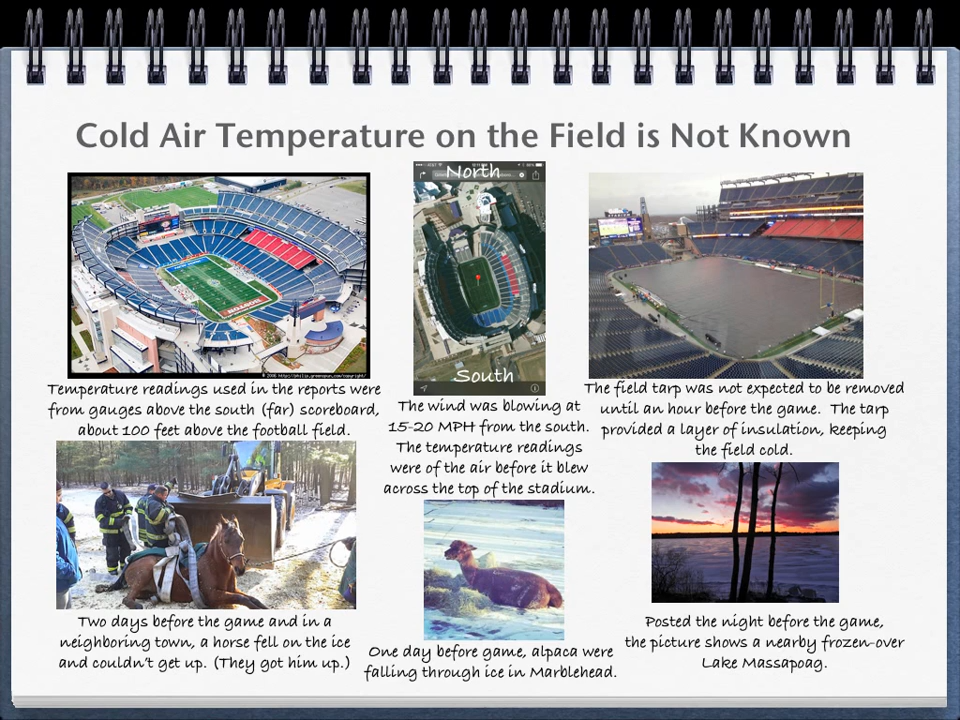 Cold Air Temperature on the Field is Not Known
North
South
© 2006 http://philip.greenspun.com/copyright/
Temperature readings used in the reports were
from gauges above the south (far) scoreboard,
about 100 feet above the football field.
The wind was blowing at
15-20 MPH from the south.
The temperature readings
were of the air before it blew
across the top of the stadium.
The field tarp was not expected to be removed
until an hour before the game. The tarp
provided a layer of insulation, keeping
the field cold.
Two days before the game and in a
neighboring town, a horse fell on the ice
and couldn't get up. (They got him up.)
One day before game, alpaca were
falling through ice in Marblehead.
Posted the night before the game,
the picture shows a nearby frozen-over
Lake Massapoag.